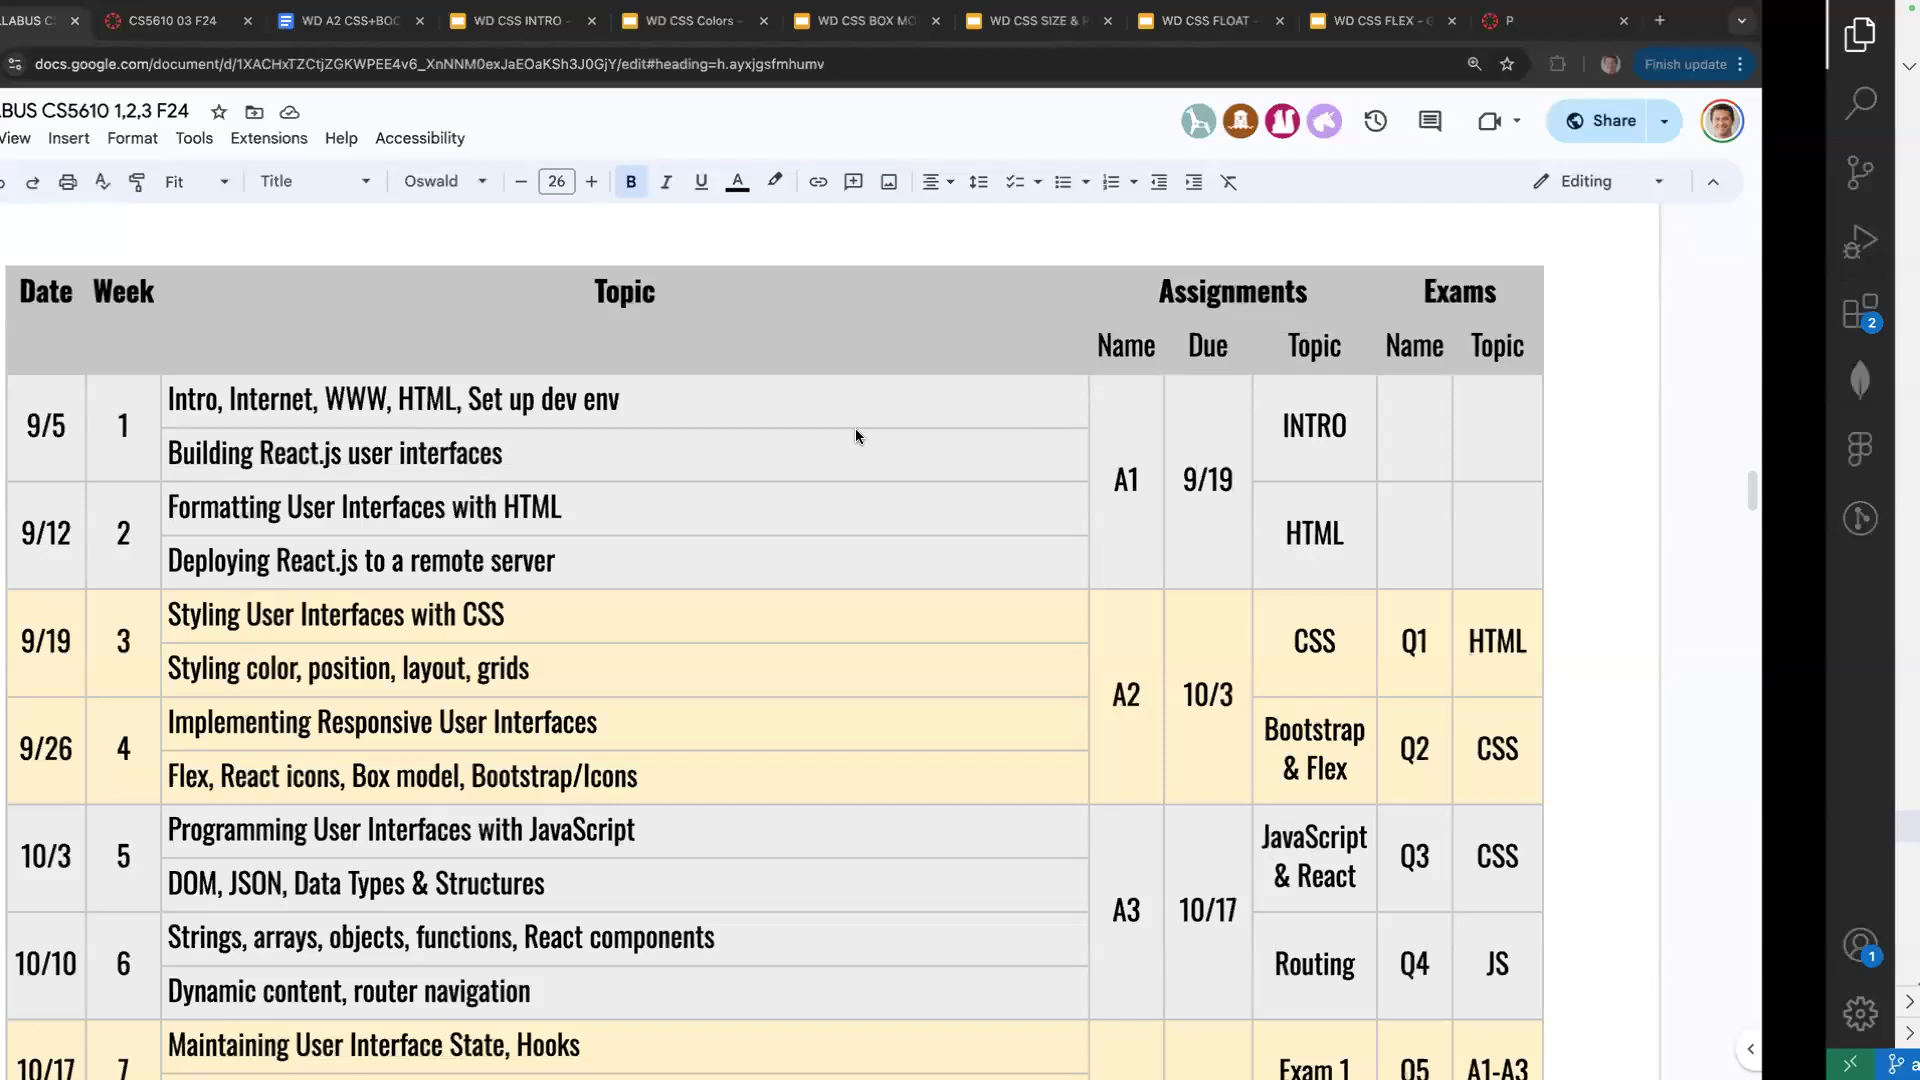 LLABUS C
CS5610 03 F24
WD A2 CSS+BOC
WD CSS INTRO -
WD CSS Colors -
WD CSS BOX MO
WD CSS SIZE & P
WD CSS FLOAT -
WD CSS FLEX -
P
docs.google.com/document/d/1XACHxTZCtjZGKWPEE4v6_XnNNM0exJaEOaKSh3J0GjY/edit#heading=h.ayxjgsfmhumv
Finish update
ABUS CS5610 1,2,3 F24
View Insert Format Tools Extensions Help Accessibility
Share
Fit Title Oswald 26 B I U A Editing
Date Week Topic Assignments Exams
Name Due Topic Name Topic
9/5 1 Intro, Internet, WWW, HTML, Set up dev env
Building React.js user interfaces
A1 9/19 INTRO
9/12 2 Formatting User Interfaces with HTML
Deploying React.js to a remote server
HTML
9/19 3 Styling User Interfaces with CSS
Styling color, position, layout, grids
A2 10/3 CSS Q1 HTML
9/26 4 Implementing Responsive User Interfaces
Flex, React icons, Box model, Bootstrap/Icons
Bootstrap
& Flex
Q2 CSS
10/3 5 Programming User Interfaces with JavaScript
DOM, JSON, Data Types & Structures
A3 10/17
JavaScript
& React
Q3 CSS
10/10 6 Strings, arrays, objects, functions, React components
Dynamic content, router navigation
Routing Q4 JS
10/17 7 Maintaining User Interface State, Hooks
Exam 1 Q5 A1-A3
2
1